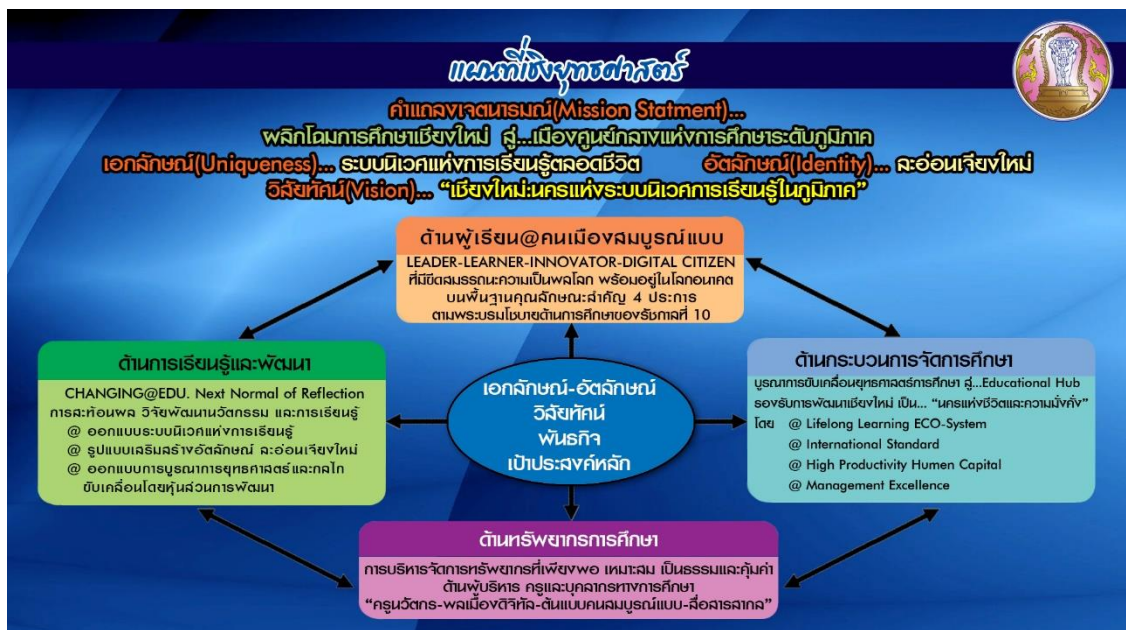 แผนที่เชิงยุทธศาสตร์
คำแถลงเจตนารมณ์(Mission Statment)...
พลิกโฉมการศึกษาเชียงใหม่ สู่...เมืองศูนย์กลางแห่งการศึกษาระดับภูมิภาค
เอกลักษณ์(Uniqueness)... ระบบนิเวศแห่งการเรียนรู้ตลอดชีวิต อัตลักษณ์(Identity)... ละอ่อนเจียงใหม่
วิสัยทัศน์(Vision)... “เชียงใหม่:นครแห่งระบบนิเวศการเรียนรู้ในภูมิภาค”
ด้านผู้เรียน@คนเมืองสมบูรณ์แบบ
LEADER-LEARNER-INNOVATOR-DIGITAL CITIZEN
ที่มีขีดสมรรถนะความเป็นพลโลก พร้อมอยู่ในโลกอนาคต
บนพื้นฐานคุณลักษณะสำคัญ 4 ประการ
ตามพระบรมโชบายด้านการศึกษาของรัชกาลที่ 10
ด้านการเรียนรู้และพัฒนา
CHANGING@EDU. Next Normal of Reflection
การสะท้อนผล วิจัยพัฒนานวัตกรรม และการเรียนรู้
@ ออกแบบระบบนิเวศแห่งการเรียนรู้
@ รูปแบบเสริมสร้างอัตลักษณ์ ละอ่อนเจียงใหม่
@ ออกแบบการบูรณาการยุทธศาสตร์และกลไก
ขับเคลื่อนโดยหุ้นส่วนการพัฒนา
เอกลักษณ์-อัตลักษณ์
วิสัยทัศน์
พันธกิจ
เป้าประสงค์หลัก
ด้านกระบวนการจัดการศึกษา
บูรณาการขับเคลื่อนยุทธศาสตร์การศึกษา สู่...Educational Hub
รองรับการพัฒนาเชียงใหม่ เป็น... “นครแห่งชีวิตและความมั่งคั่ง”
โดย @ Lifelong Learning ECO-System
@ International Standard
@ High Productivity Humen Capital
@ Management Excellence
ด้านทรัพยากรการศึกษา
การบริหารจัดการทรัพยากรที่เพียงพอ เหมาะสม เป็นธรรมและคุ้มค่า
ด้านผู้บริหาร ครูและบุคลากรทางการศึกษา
“ครูนวัตกร-พลเมืองดิจิทัล-ต้นแบบคนสมบูรณ์แบบ-สื่อสารสากล”